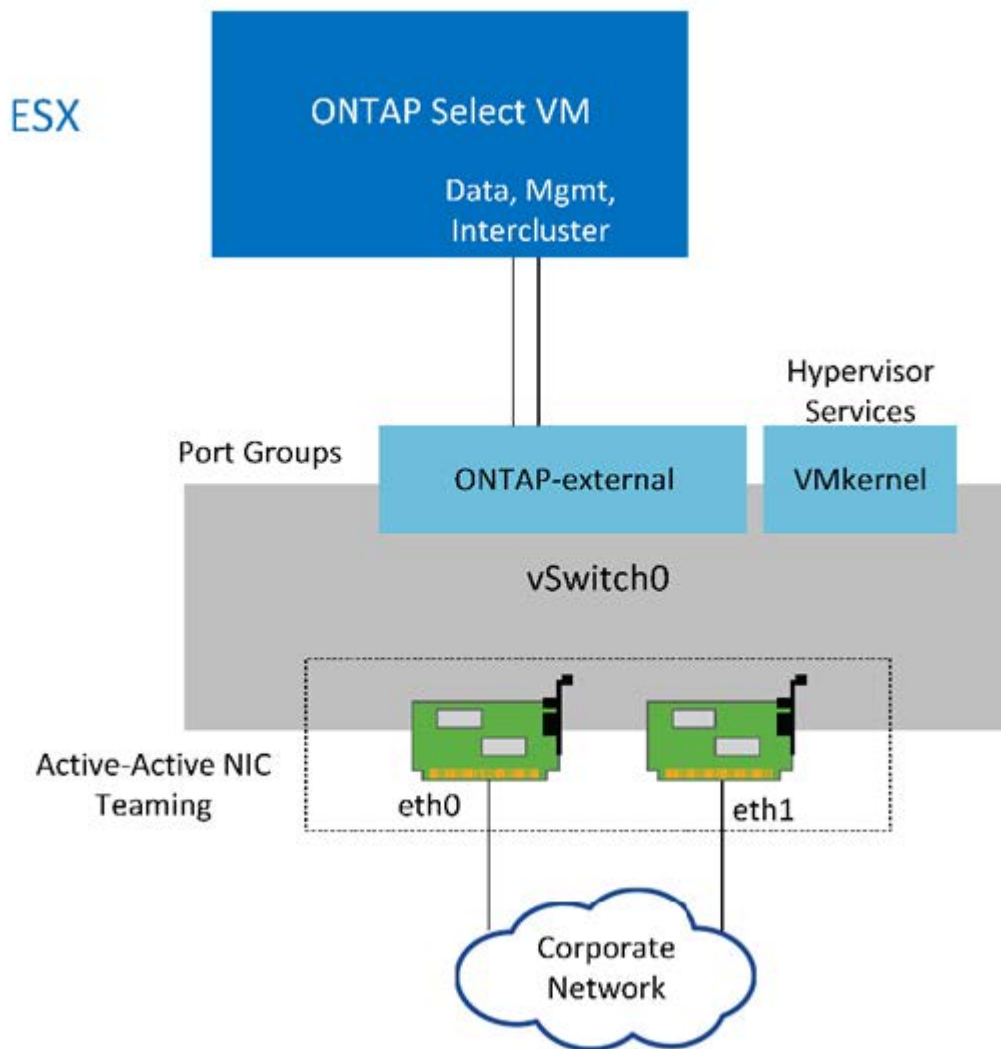 ESX
ONTAP Select VM
Data, Mgmt,
Intercluster
Hypervisor
Services
Port Groups
ONTAP-external
VMkernel
vSwitch0
Active-Active NIC
Teaming
eth0
eth1
Corporate
Network